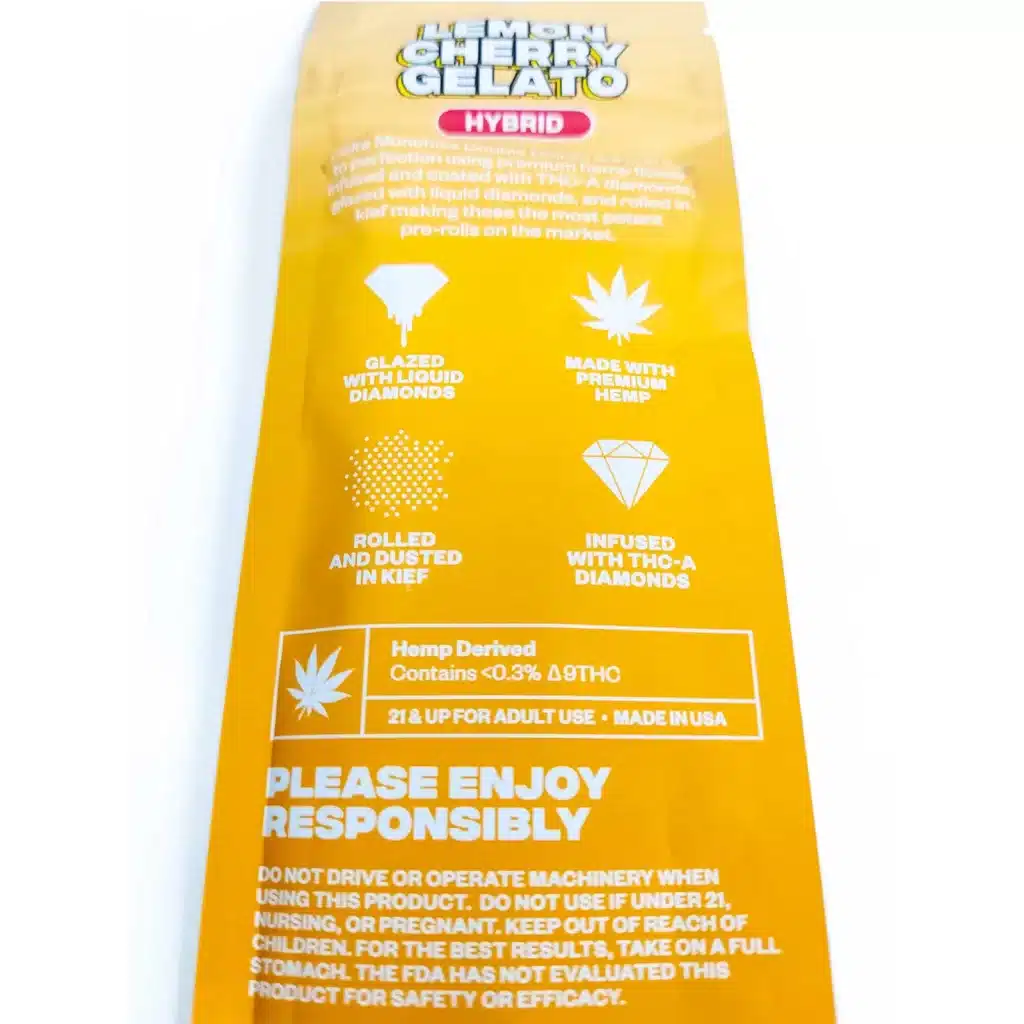 LEMON
CHERRY
GELATO
HYBRID
to perfection using premium hemp flower,
infused and coated with THC-A diamonds,
glazed with liquid diamonds, and rolled in
kief making these the most potent
pre-rolls on the market.
GLAZED
WITH LIQUID
DIAMONDS
MADE WITH
PREMIUM
HEMP
ROLLED
AND DUSTED
IN KIEF
INFUSED
WITH THC-A
DIAMONDS
Hemp Derived
Contains <0.3% Δ9THC
21 & UP FOR ADULT USE • MADE IN USA
PLEASE ENJOY
RESPONSIBLY
DO NOT DRIVE OR OPERATE MACHINERY WHEN
USING THIS PRODUCT. DO NOT USE IF UNDER 21,
NURSING, OR PREGNANT. KEEP OUT OF REACH OF
CHILDREN. FOR THE BEST RESULTS, TAKE ON A FULL
STOMACH. THE FDA HAS NOT EVALUATED THIS
PRODUCT FOR SAFETY OR EFFICACY.